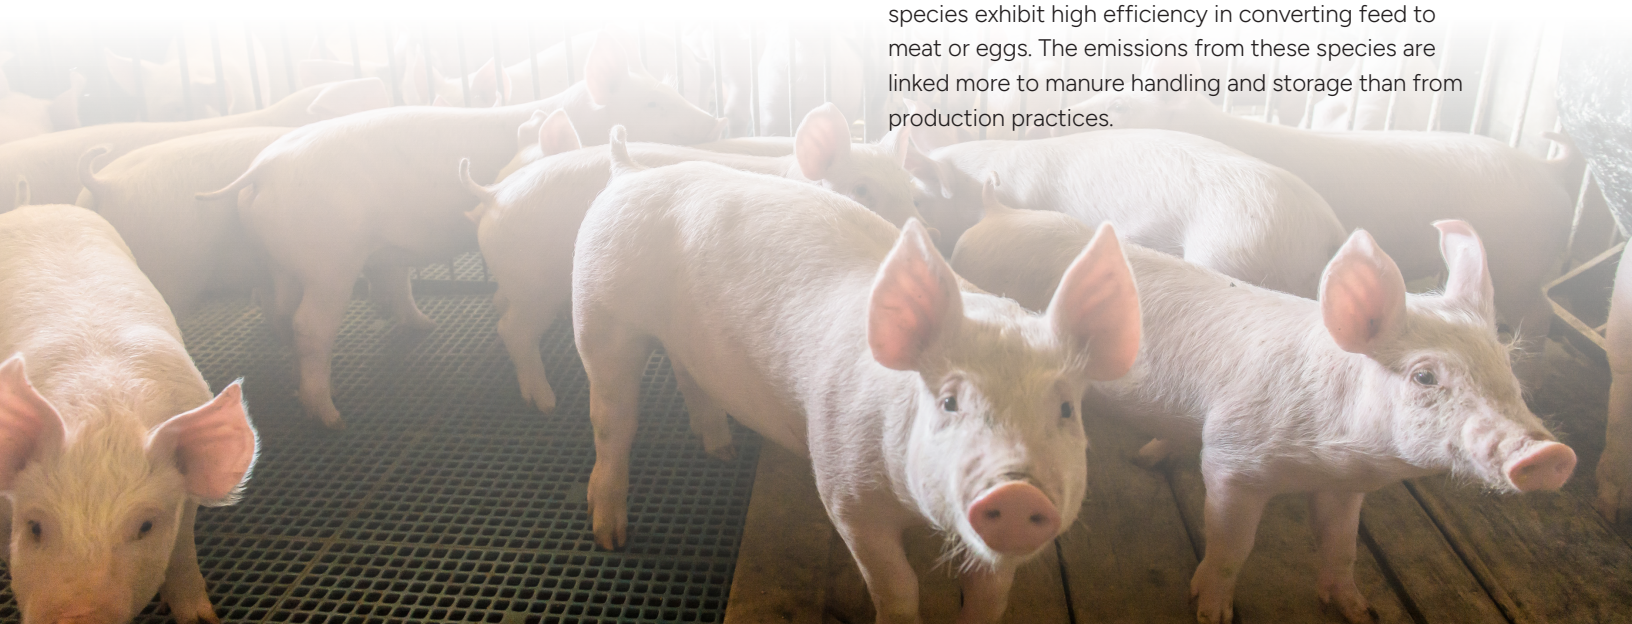 species exhibit high efficiency in converting feed to
meat or eggs. The emissions from these species are
linked more to manure handling and storage than from
production practices.